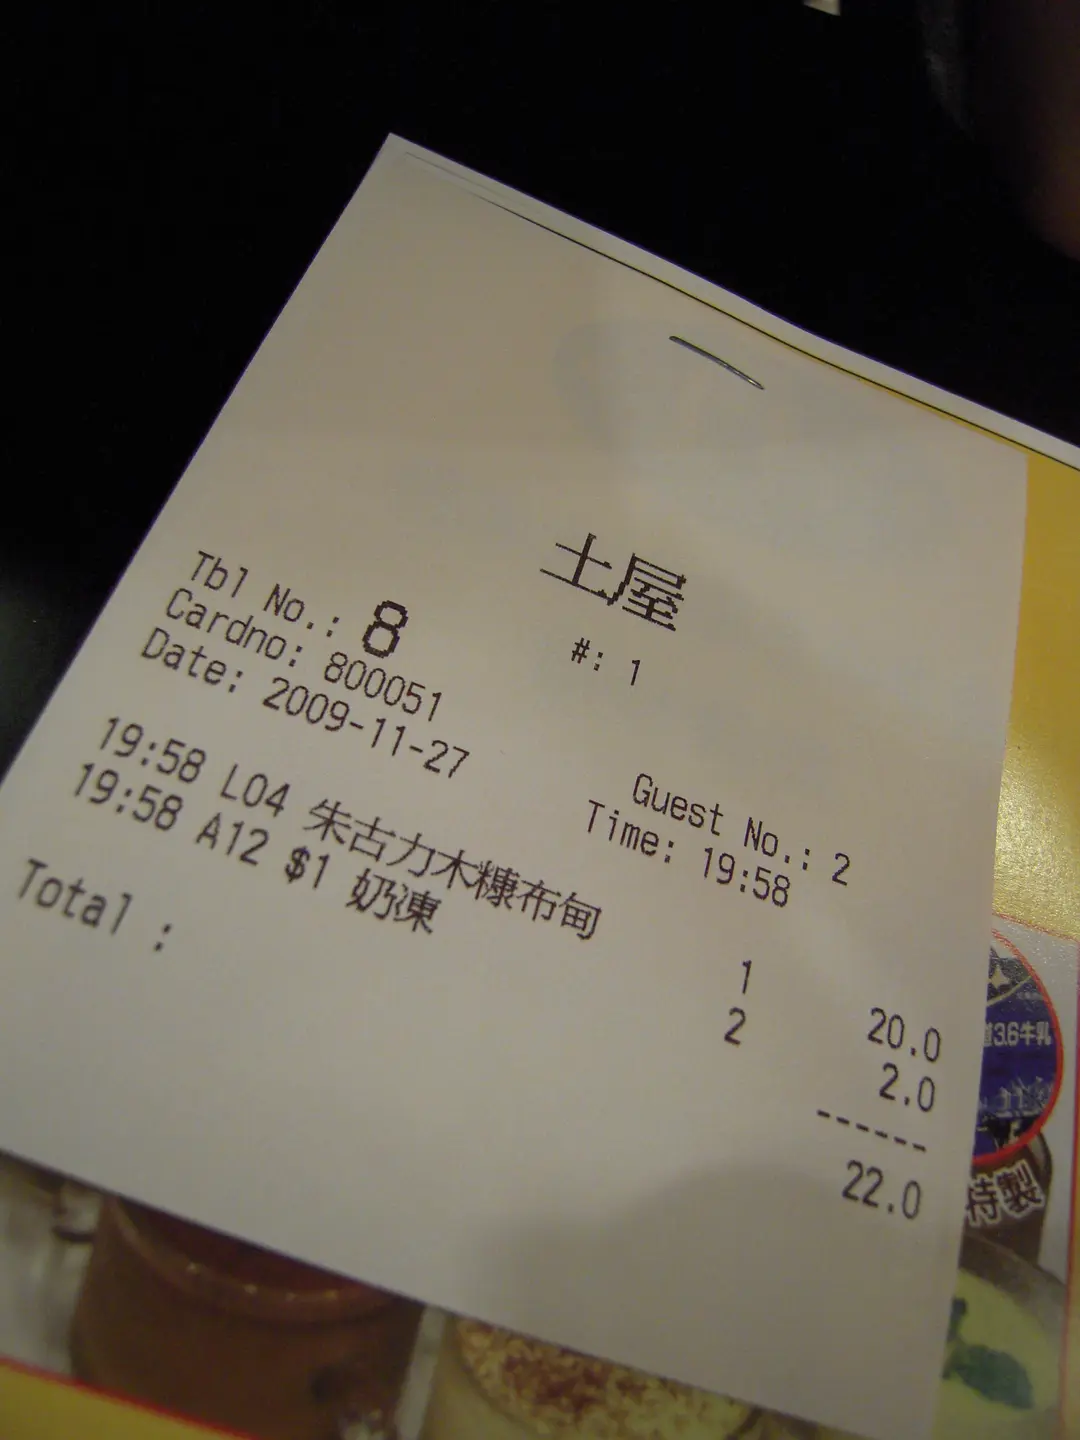 土屋
#: 1
Tbl No.: 8
Cardno: 800051
Guest No.: 2
Date: 2009-11-27
Time: 19:58
19:58 L04 朱古力木糠布甸 1 20.0
19:58 A12 $1 奶凍 2 2.0
------
Total : 22.0
3.6牛乳
特製